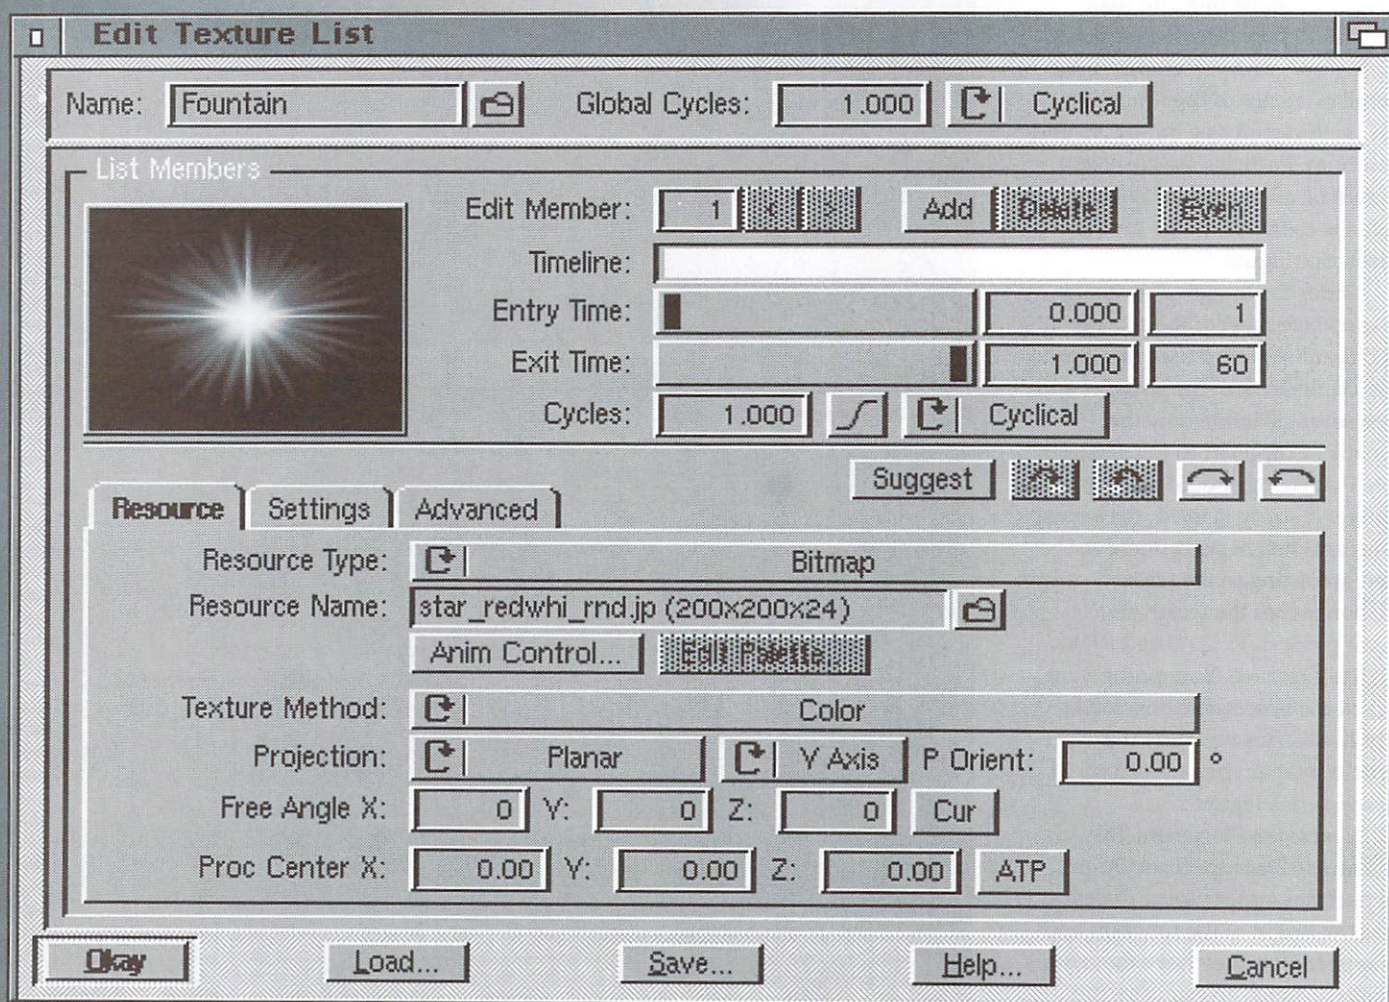 Edit Texture List
Name: Fountain Global Cycles: 1.000 Cyclical
List Members
Edit Member: 1 < > Add Delete Even
Timeline:
Entry Time: 0.000 1
Exit Time: 1.000 60
Cycles: 1.000 Cyclical
Suggest
Resource Settings Advanced
Resource Type: Bitmap
Resource Name: star_redwhi_rnd.jp (200x200x24)
Anim Control... Edit Palette...
Texture Method: Color
Projection: Planar Y Axis P Orient: 0.00 °
Free Angle X: 0 Y: 0 Z: 0 Cur
Proc Center X: 0.00 Y: 0.00 Z: 0.00 ATP
Okay Load... Save... Help... Cancel